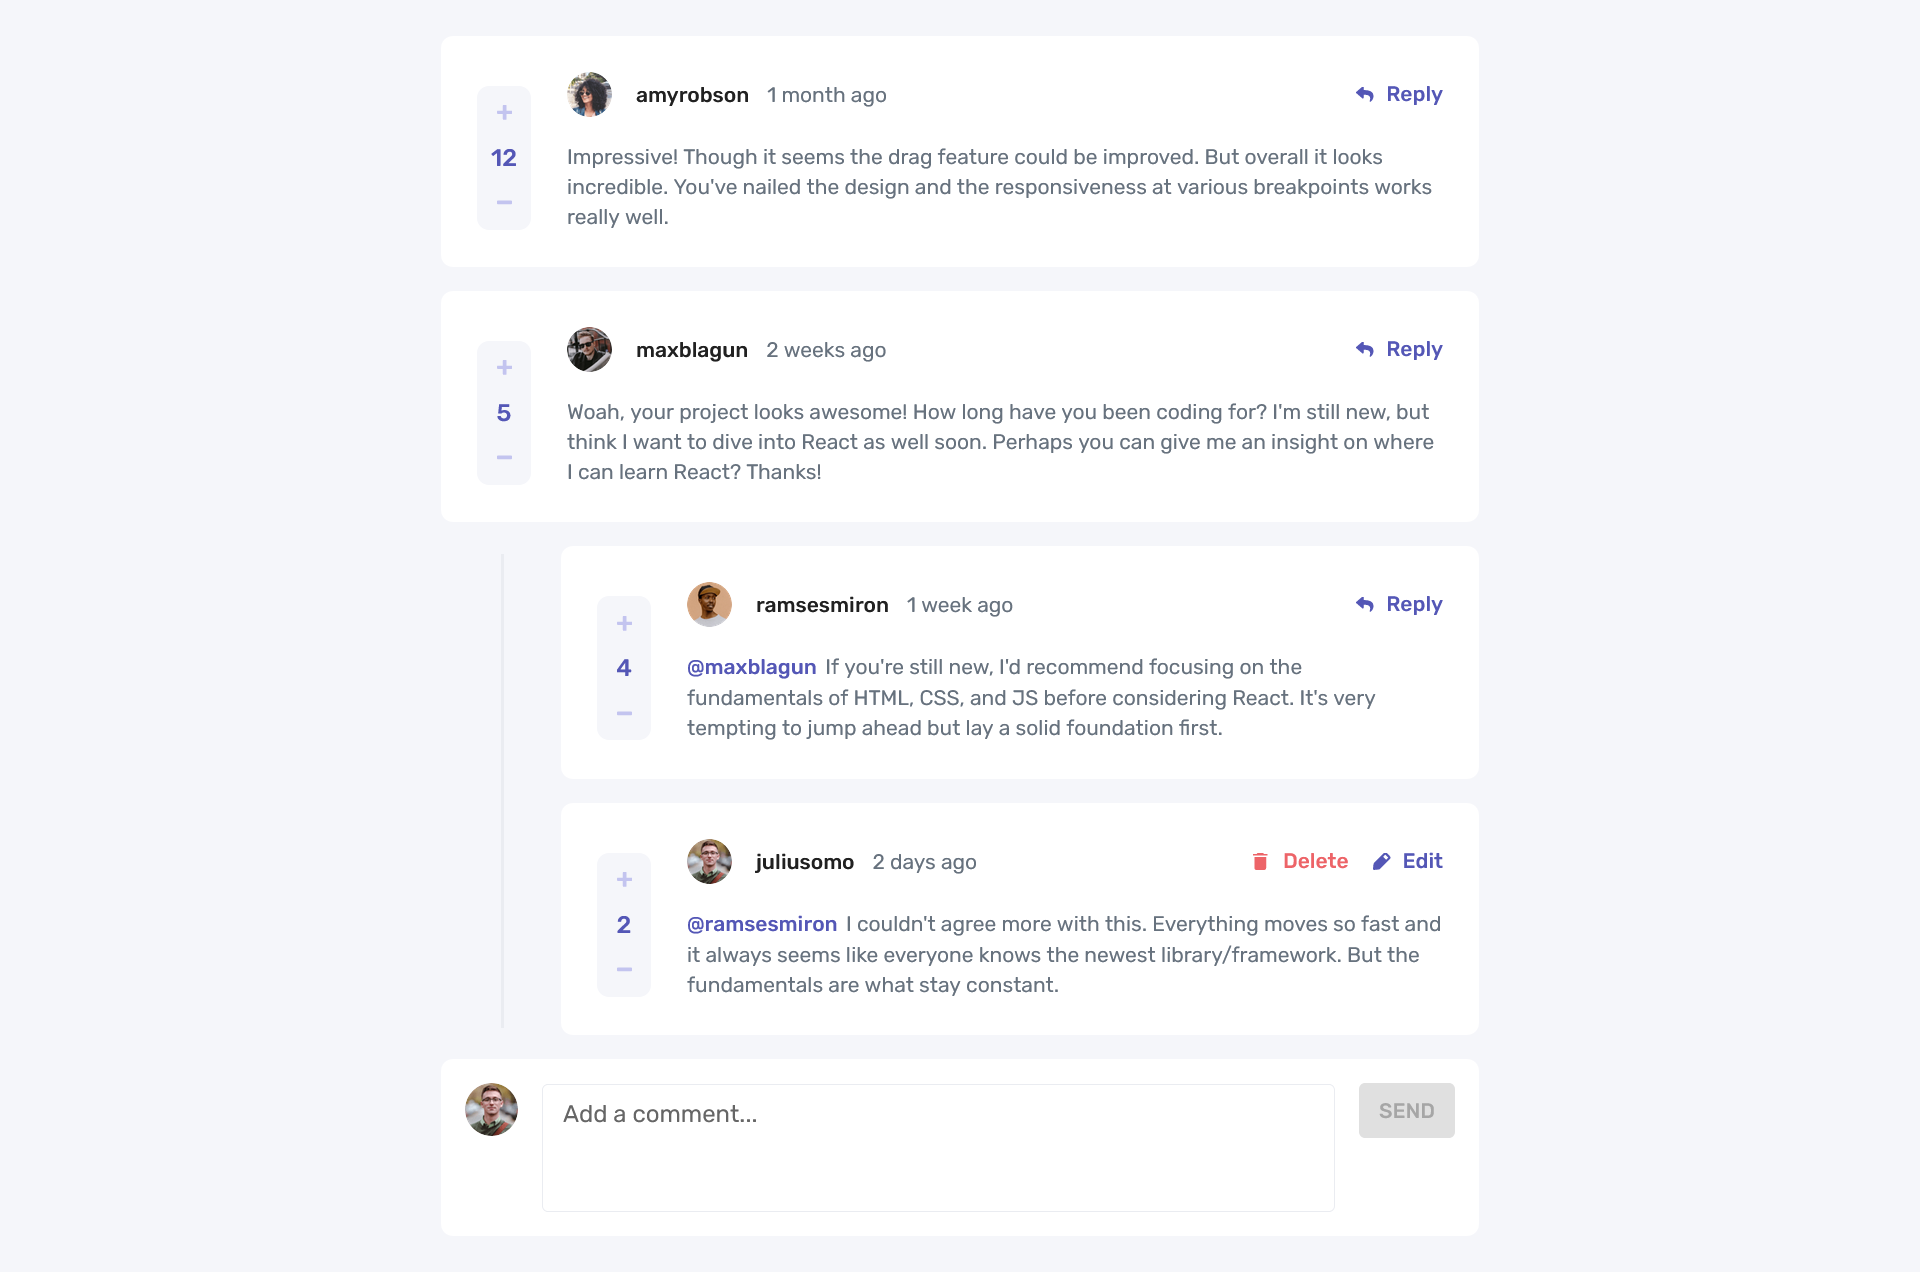 amyrobson 1 month ago Reply
+
12
−
Impressive! Though it seems the drag feature could be improved. But overall it looks
incredible. You've nailed the design and the responsiveness at various breakpoints works
really well.
maxblagun 2 weeks ago Reply
+
5
−
Woah, your project looks awesome! How long have you been coding for? I'm still new, but
think I want to dive into React as well soon. Perhaps you can give me an insight on where
I can learn React? Thanks!
ramsesmiron 1 week ago Reply
+
4
−
@maxblagun If you're still new, I'd recommend focusing on the
fundamentals of HTML, CSS, and JS before considering React. It's very
tempting to jump ahead but lay a solid foundation first.
juliusomo 2 days ago Delete Edit
+
2
−
@ramsesmiron I couldn't agree more with this. Everything moves so fast and
it always seems like everyone knows the newest library/framework. But the
fundamentals are what stay constant.
Add a comment... SEND